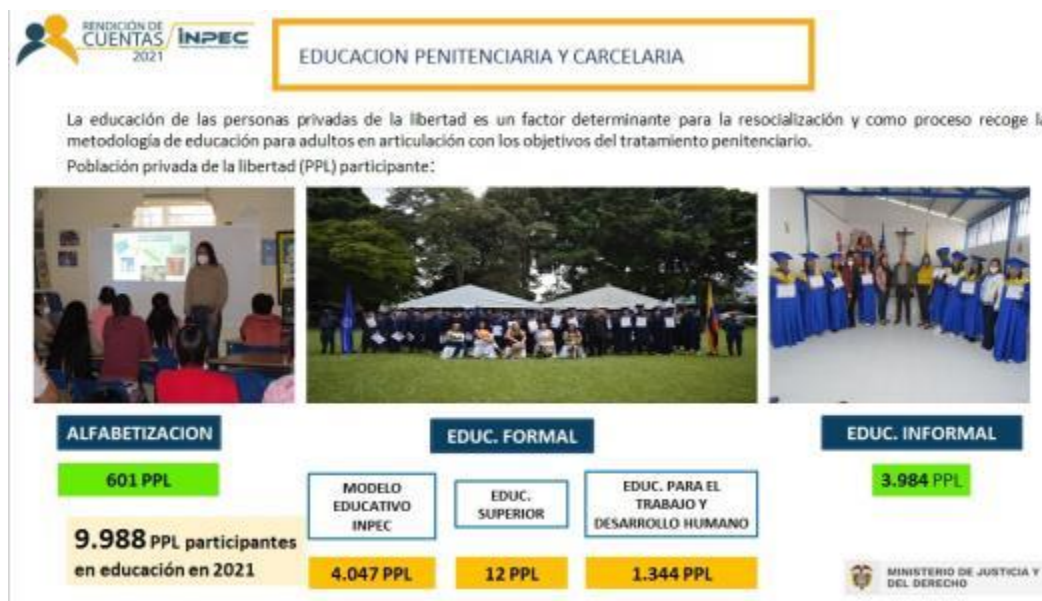 RENDICIÓN DE
CUENTAS
2021
INPEC
EDUCACION PENITENCIARIA Y CARCELARIA
La educación de las personas privadas de la libertad es un factor determinante para la resocialización y como proceso recoge la
metodología de educación para adultos en articulación con los objetivos del tratamiento penitenciario.
Población privada de la libertad (PPL) participante:
ALFABETIZACION
601 PPL
9.988 PPL participantes
en educación en 2021
EDUC. FORMAL
MODELO
EDUCATIVO
INPEC
4.047 PPL
EDUC.
SUPERIOR
12 PPL
EDUC. PARA EL
TRABAJO Y
DESARROLLO HUMANO
1.344 PPL
EDUC. INFORMAL
3.984 PPL
MINISTERIO DE JUSTICIA Y
DEL DERECHO